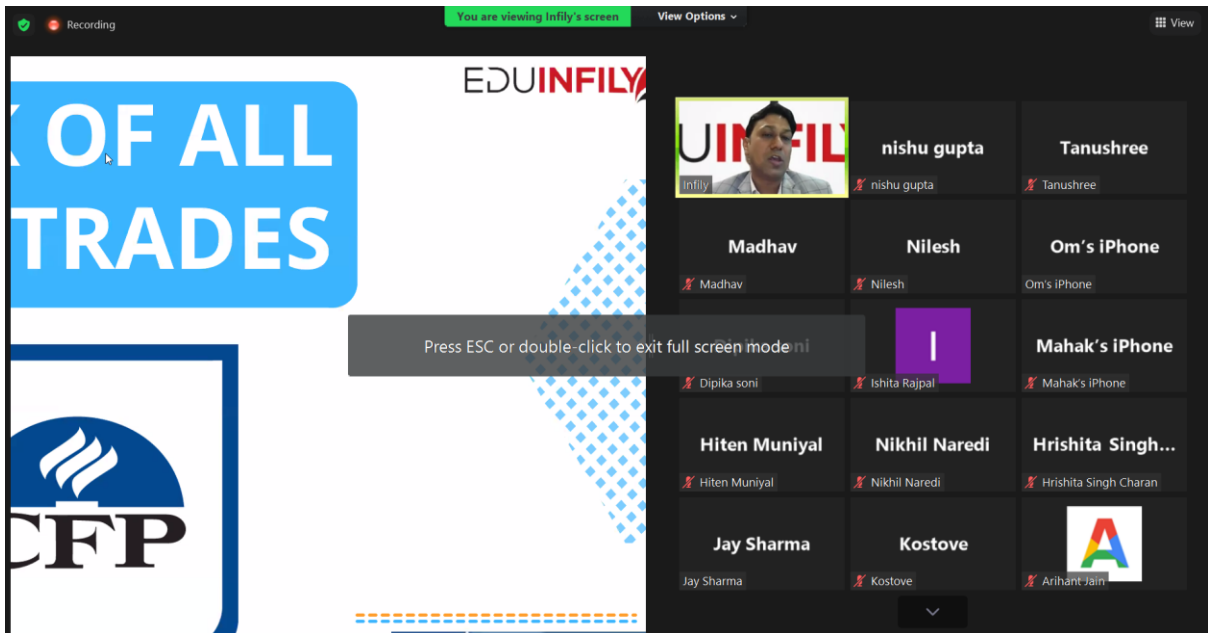 Recording
You are viewing Infily's screen
View Options
View
EDUINFILY
OF ALL
TRADES
CFP
Press ESC or double-click to exit full screen mode
UINFIL
Infily
nishu gupta
nishu gupta
Tanushree
Tanushree
Madhav
Madhav
Nilesh
Nilesh
Om's iPhone
Om's iPhone
Dipika soni
I
Ishita Rajpal
Mahak's iPhone
Mahak's iPhone
Hiten Muniyal
Hiten Muniyal
Nikhil Naredi
Nikhil Naredi
Hrishita Singh...
Hrishita Singh Charan
Jay Sharma
Jay Sharma
Kostove
Kostove
A
Arihant Jain